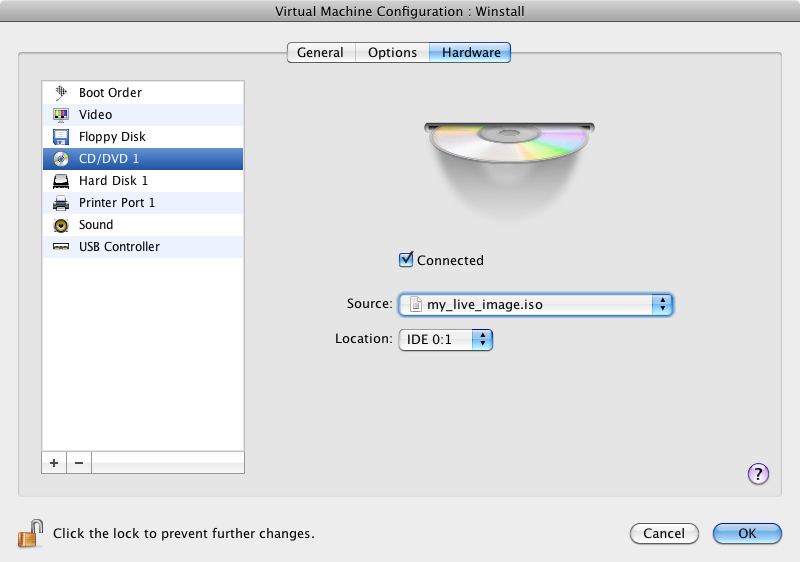 Virtual Machine Configuration : Winstall
General Options Hardware
Boot Order
Video
Floppy Disk
CD/DVD 1
Hard Disk 1
Printer Port 1
Sound
USB Controller
Connected
Source: my_live_image.iso
Location: IDE 0:1
+ −
?
Click the lock to prevent further changes.
Cancel OK